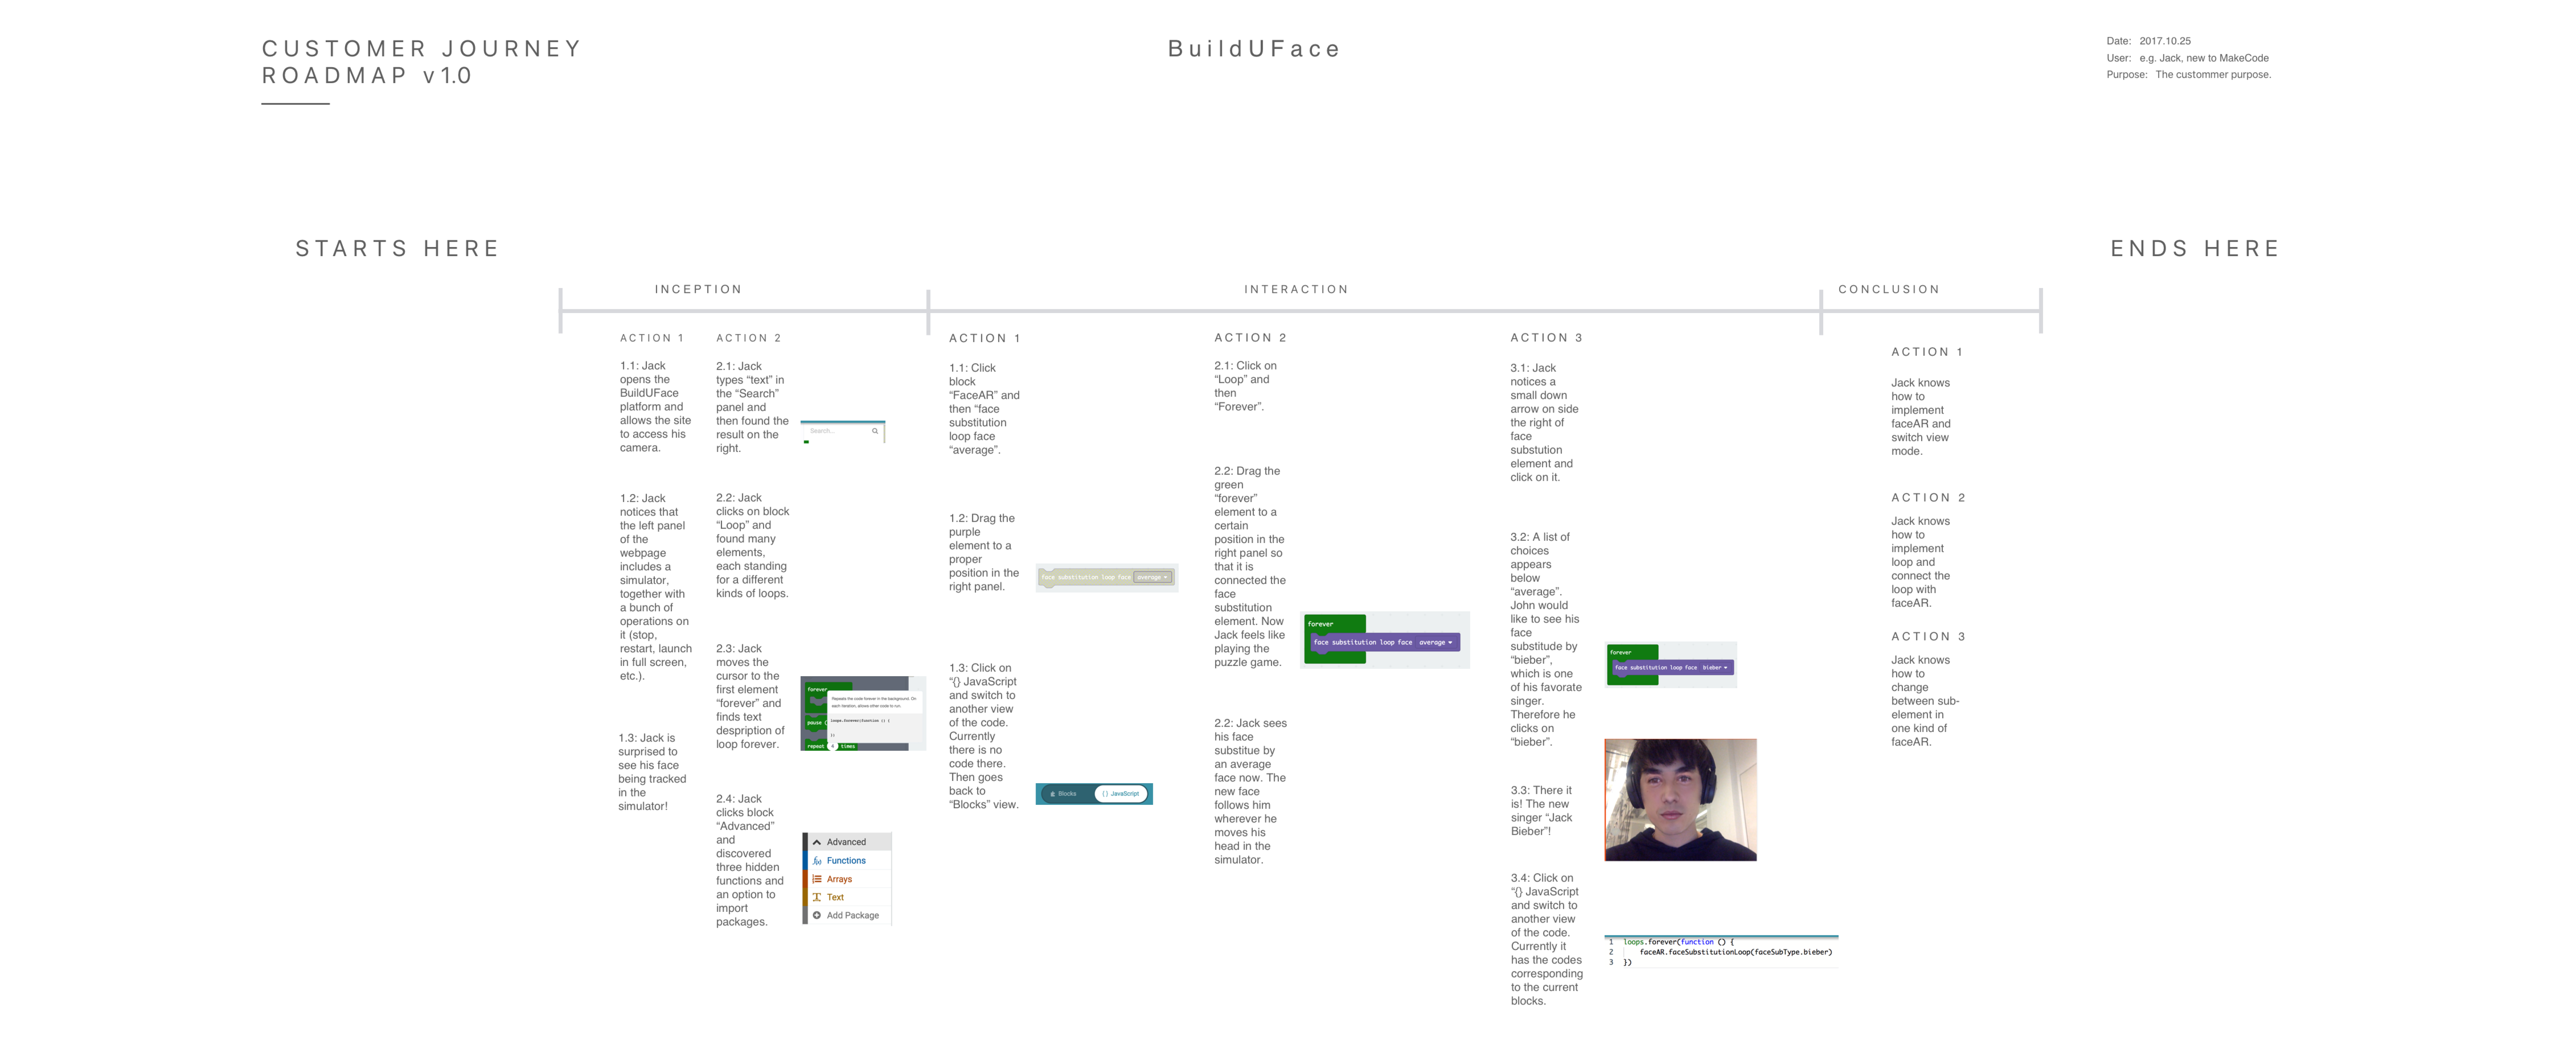 CUSTOMER JOURNEY
ROADMAP v1.0
BuildUFace
Date: 2017.10.25
User: e.g. Jack, new to MakeCode
Purpose: The custommer purpose.
STARTS HERE
ENDS HERE
INCEPTION
INTERACTION
CONCLUSION
ACTION 1
1.1: Jack
opens the
BuildUFace
platform and
allows the site
to access his
camera.
1.2: Jack
notices that
the left panel
of the
webpage
includes a
simulator,
together with
a bunch of
operations on
it (stop,
restart, launch
in full screen,
etc.).
1.3: Jack is
surprised to
see his face
being tracked
in the
simulator!
ACTION 2
2.1: Jack
types “text” in
the “Search”
panel and
then found the
result on the
right.
Search...
2.2: Jack
clicks on block
“Loop” and
found many
elements,
each standing
for a different
kinds of loops.
2.3: Jack
moves the
cursor to the
first element
“forever” and
finds text
despription of
loop forever.
forever
Repeats the code forever in the background. On
each iteration, allows other code to run.
pause (
loops.forever(function () {
})
repeat 4 times
2.4: Jack
clicks block
“Advanced”
and
discovered
three hidden
functions and
an option to
import
packages.
Advanced
Functions
Arrays
Text
Add Package
ACTION 1
1.1: Click
block
“FaceAR” and
then “face
substitution
loop face
“average”.
1.2: Drag the
purple
element to a
proper
position in the
right panel.
face substitution loop face average
1.3: Click on
“{} JavaScript
and switch to
another view
of the code.
Currently
there is no
code there.
Then goes
back to
“Blocks” view.
Blocks {} JavaScript
ACTION 2
2.1: Click on
“Loop” and
then
“Forever”.
2.2: Drag the
green
“forever”
element to a
certain
position in the
right panel so
that it is
connected the
face
substitution
element. Now
Jack feels like
playing the
puzzle game.
forever
face substitution loop face average
2.2: Jack sees
his face
substitue by
an average
face now. The
new face
follows him
wherever he
moves his
head in the
simulator.
ACTION 3
3.1: Jack
notices a
small down
arrow on side
the right of
face
substution
element and
click on it.
3.2: A list of
choices
appears
below
“average”.
John would
like to see his
face
substitude by
“bieber”,
which is one
of his favorate
singer.
Therefore he
clicks on
“bieber”.
forever
face substitution loop face bieber
3.3: There it
is! The new
singer “Jack
Bieber”!
3.4: Click on
“{} JavaScript
and switch to
another view
of the code.
Currently it
has the codes
corresponding
to the current
blocks.
1 loops.forever(function () {
2 faceAR.faceSubstitutionLoop(faceSubType.bieber)
3 })
ACTION 1
Jack knows
how to
implement
faceAR and
switch view
mode.
ACTION 2
Jack knows
how to
implement
loop and
connect the
loop with
faceAR.
ACTION 3
Jack knows
how to
change
between sub-
element in
one kind of
faceAR.